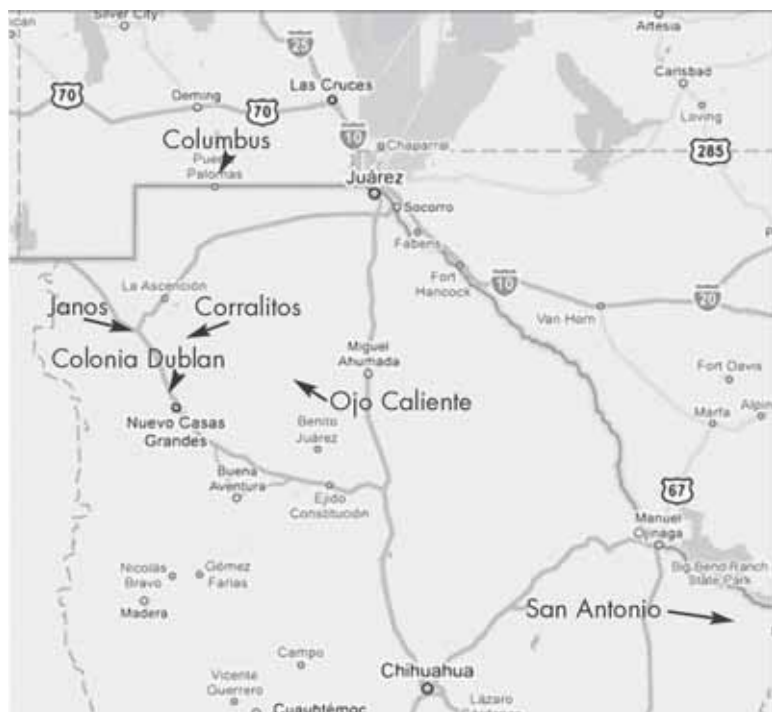 Silver City
Artesia
25
Carlsbad
Las Cruces
70
Deming
70
Loving
10
Columbus
Chaparral
285
Palomas
Juárez
Socorro
Fabens
Fort
Hancock
10
20
La Ascención
Janos
Corralitos
Van Horn
Colonia Dublan
Miguel
Ahumada
Fort Davis
Ojo Caliente
Marfa
Nuevo Casas
Grandes
Benito
Juárez
Buena
Aventura
67
Ejido
Constitución
Manuel
Ojinaga
Nicolás
Bravo
Gómez
Farias
Big Bend Ranch
State Park
Madera
San Antonio
Campo
Chihuahua
Vicente
Guerrero
Cuauhtémoc
Lázaro